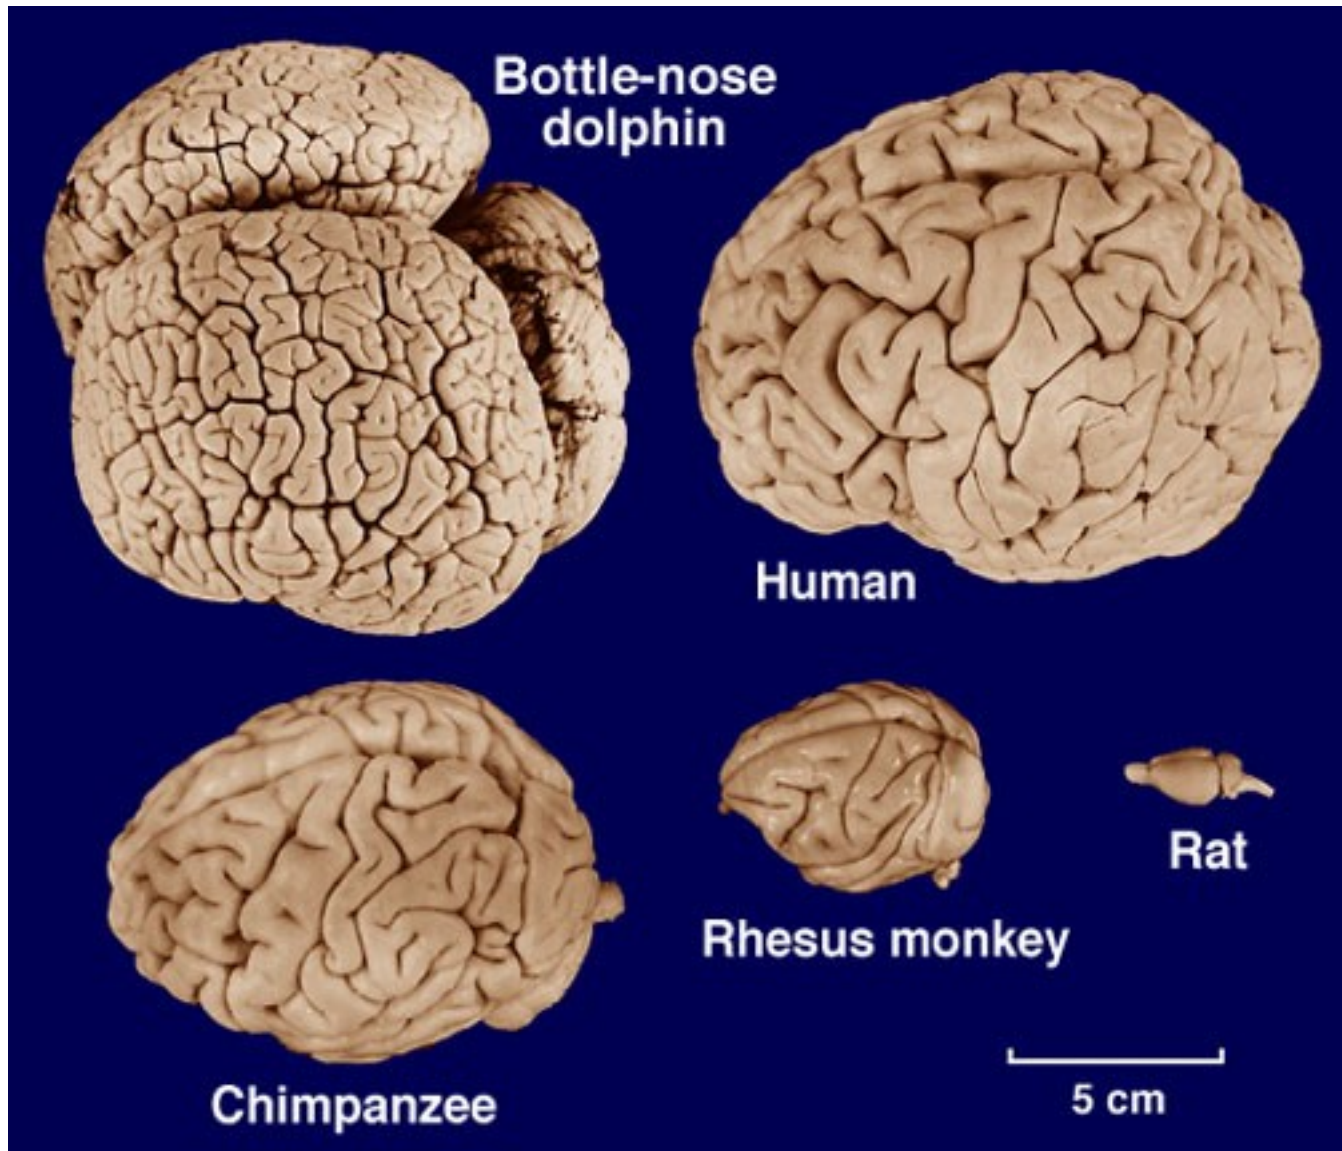 Bottle-nose
dolphin
Human
Rat
Rhesus monkey
5 cm
Chimpanzee